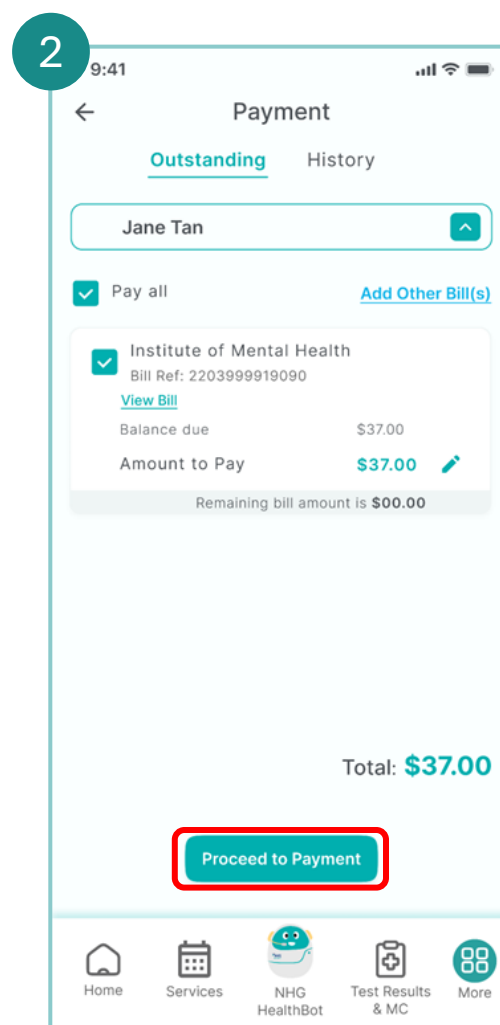 2
9:41
Payment
Outstanding History
Jane Tan
Pay all Add Other Bill(s)
Institute of Mental Health
Bill Ref: 2203999919090
View Bill
Balance due $37.00
Amount to Pay $37.00
Remaining bill amount is $00.00
Total: $37.00
Proceed to Payment
Home Services NHG HealthBot Test Results & MC More